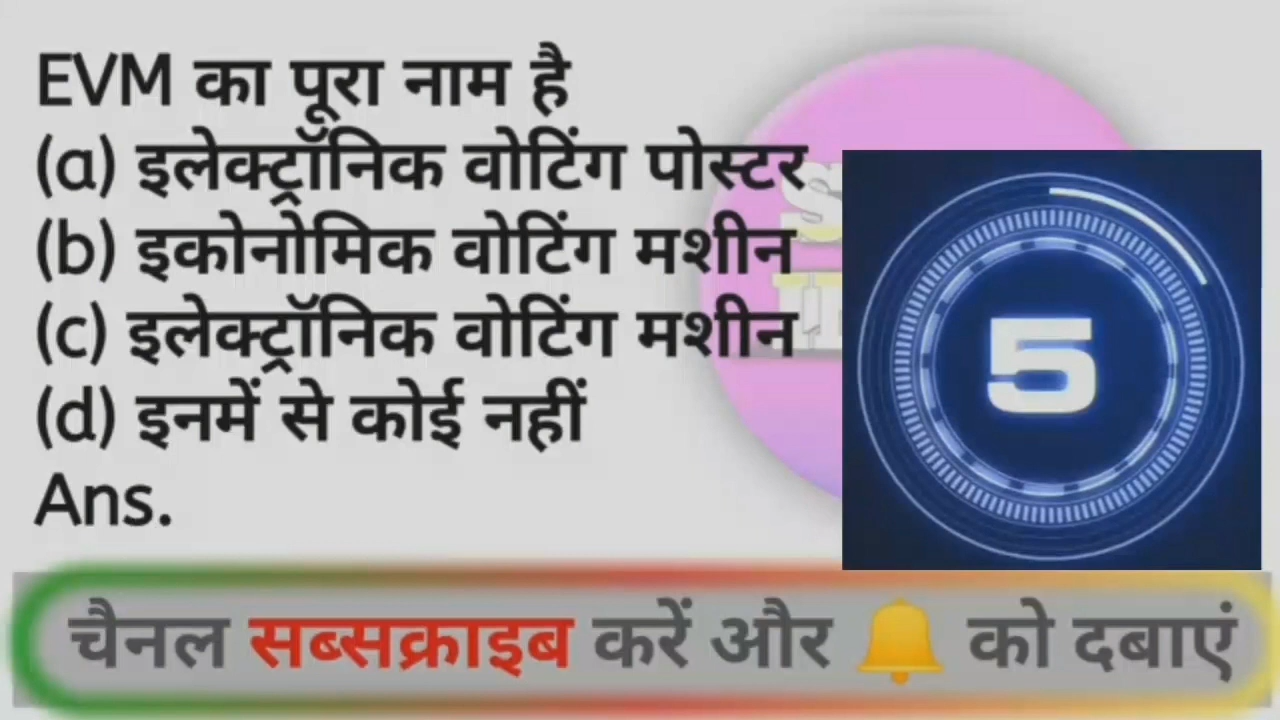 EVM का पूरा नाम है
(a) इलेक्ट्रॉनिक वोटिंग पोस्टर
(b) इकोनोमिक वोटिंग मशीन
(c) इलेक्ट्रॉनिक वोटिंग मशीन
(d) इनमें से कोई नहीं
Ans.
5
चैनल सब्सक्राइब करें और 🔔 को दबाएं